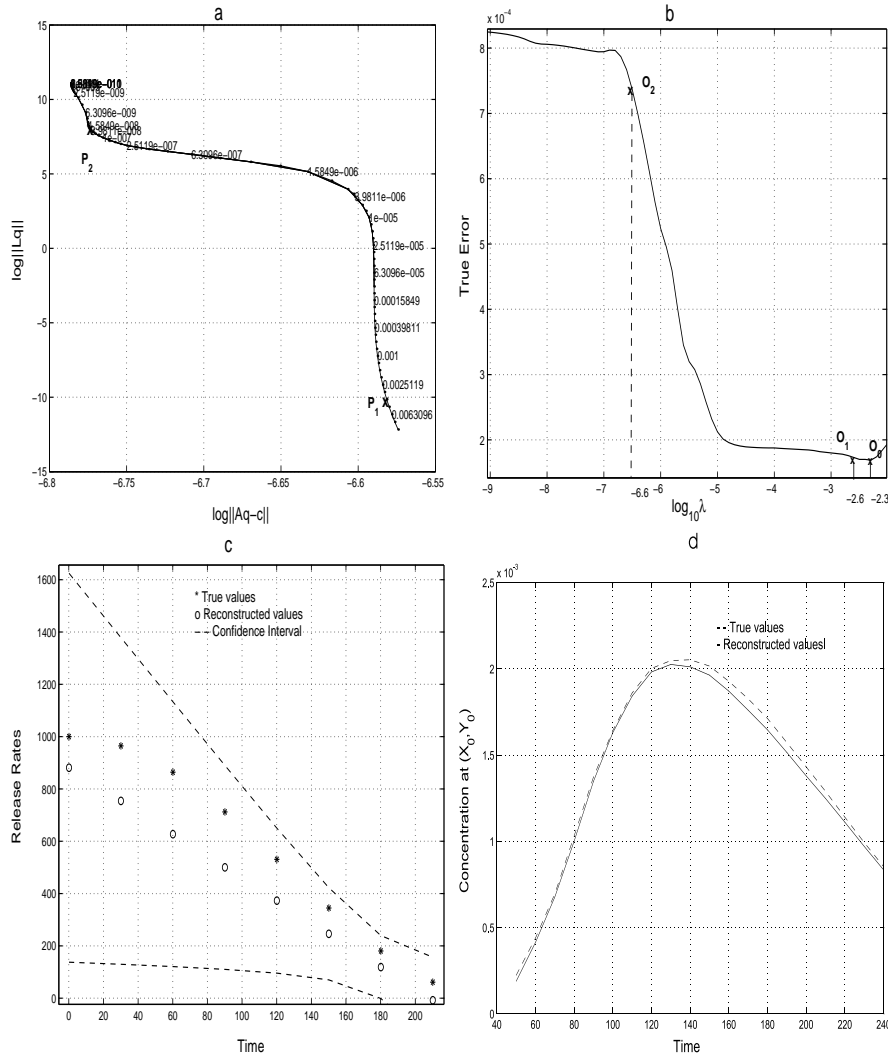 a
15
10
5
0
−5
−10
−15
log||Lq||
2.5119e−009
6.3096e−009
2.5119e−007
6.3096e−007
1.5849e−006
3.9811e−006
1e−005
2.5119e−005
6.3096e−005
0.00015849
0.00039811
0.001
0.0025119
0.0063096
P2
P1
−6.8
−6.75
−6.7
−6.65
−6.6
−6.55
log||Aq−c||
b
x 10−4
8
7
6
5
4
3
2
True Error
O2
O1
O0
−9
−8
−7
−6.6
−6
−5
−4
−3
−2.6
−2.3
log10λ
c
1600
1400
1200
1000
800
600
400
200
0
Release Rates
* True values
o Reconstructed values
−−− Confidence Interval
0
20
40
60
80
100
120
140
160
180
200
Time
d
x 10−3
2.5
2
1.5
1
0.5
0
Concentration at (X0,Y0)
-- True values
- Reconstructed values
40
60
80
100
120
140
160
180
200
220
240
Time